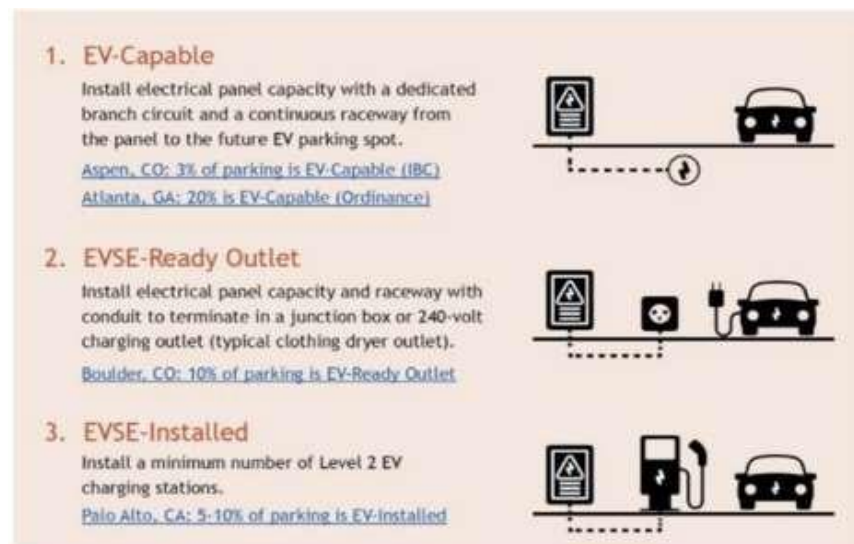 1. EV-Capable
Install electrical panel capacity with a dedicated
branch circuit and a continuous raceway from
the panel to the future EV parking spot.
Aspen, CO: 3% of parking is EV-Capable (IBC)
Atlanta, GA: 20% is EV-Capable (Ordinance)
2. EVSE-Ready Outlet
Install electrical panel capacity and raceway with
conduit to terminate in a junction box or 240-volt
charging outlet (typical clothing dryer outlet).
Boulder, CO: 10% of parking is EV-Ready Outlet
3. EVSE-Installed
Install a minimum number of Level 2 EV
charging stations.
Palo Alto, CA: 5-10% of parking is EV-Installed